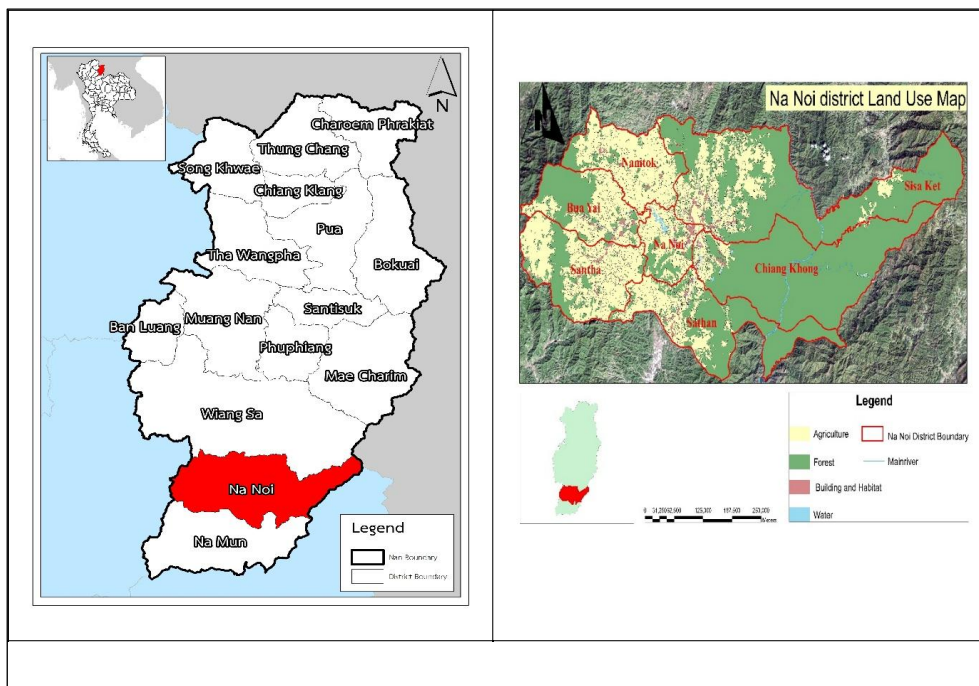 N
Charoem Phrakiat
Thung Chang
Song Khwae
Chiang Klang
Pua
Tha Wangpha
Bokuai
Santisuk
Muang Nan
Ban Luang
Phuphiang
Mae Charim
Wiang Sa
Na Noi
Na Mun
Legend
Nan Boundary
District Boundary
Na Noi district Land Use Map
N
Namtok
Sisa Ket
Bua Yai
Na Noi
Santha
Chiang Khong
Sathan
Legend
Agriculture
Na Noi District Boundary
Forest
Mainriver
Building and Habitat
Water